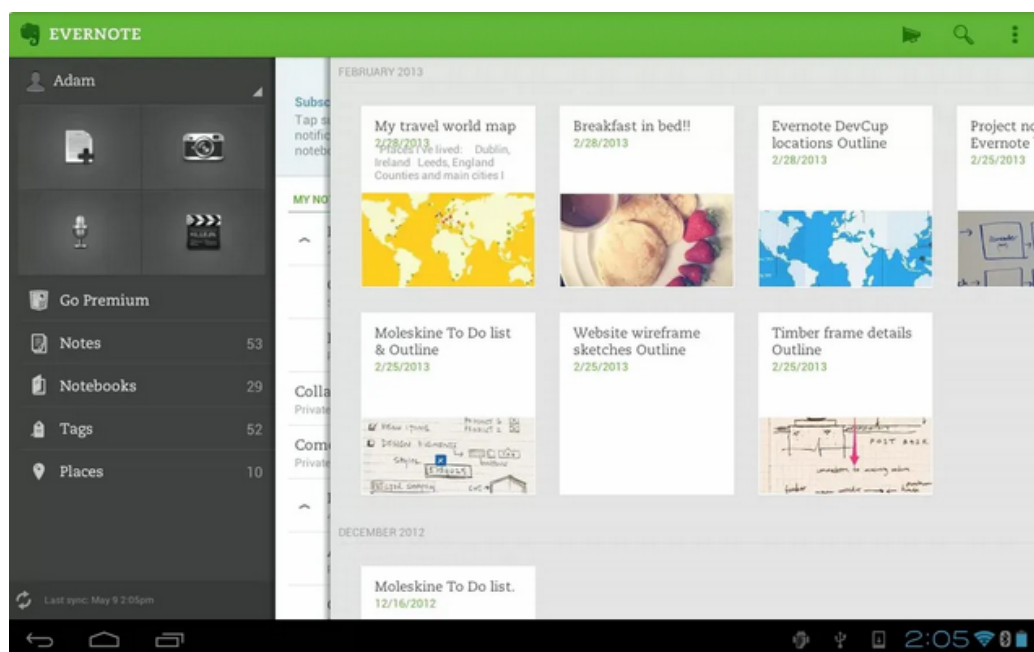 EVERNOTE
Adam
Go Premium
Notes 53
Notebooks 29
Tags 52
Places 10
Last sync: May 9 2:05pm
Subsc
Tap s
notific
notebo
MY NO
Colla
Private
Com
Private
FEBRUARY 2013
My travel world map
2/28/2013
Places I've lived: Dublin,
Ireland Leeds, England
Counties and main cities I
Breakfast in bed!!
2/28/2013
Evernote DevCup
locations Outline
2/28/2013
Project no
Evernote
2/25/2013
Moleskine To Do list
& Outline
2/25/2013
DESIGN ELEMENTS
Website wireframe
sketches Outline
2/25/2013
Timber frame details
Outline
2/25/2013
POST BASE
DECEMBER 2012
Moleskine To Do list.
12/16/2012
2:05